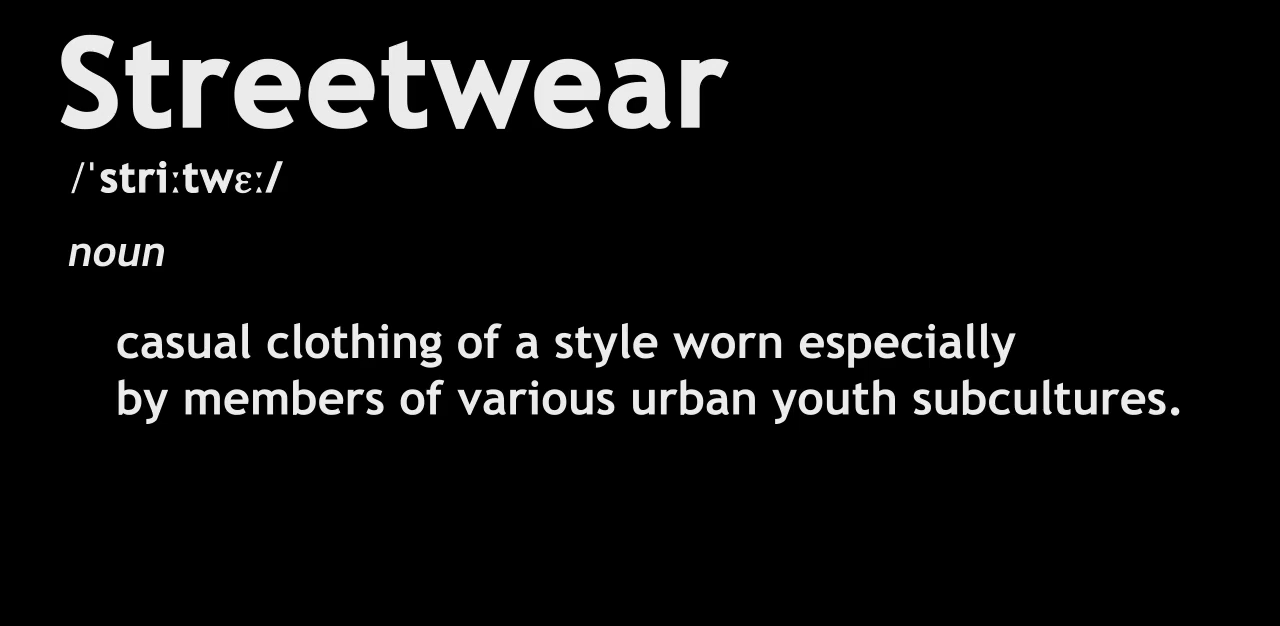 Streetwear
/ˈstriːtwɛː/
noun
casual clothing of a style worn especially
by members of various urban youth subcultures.